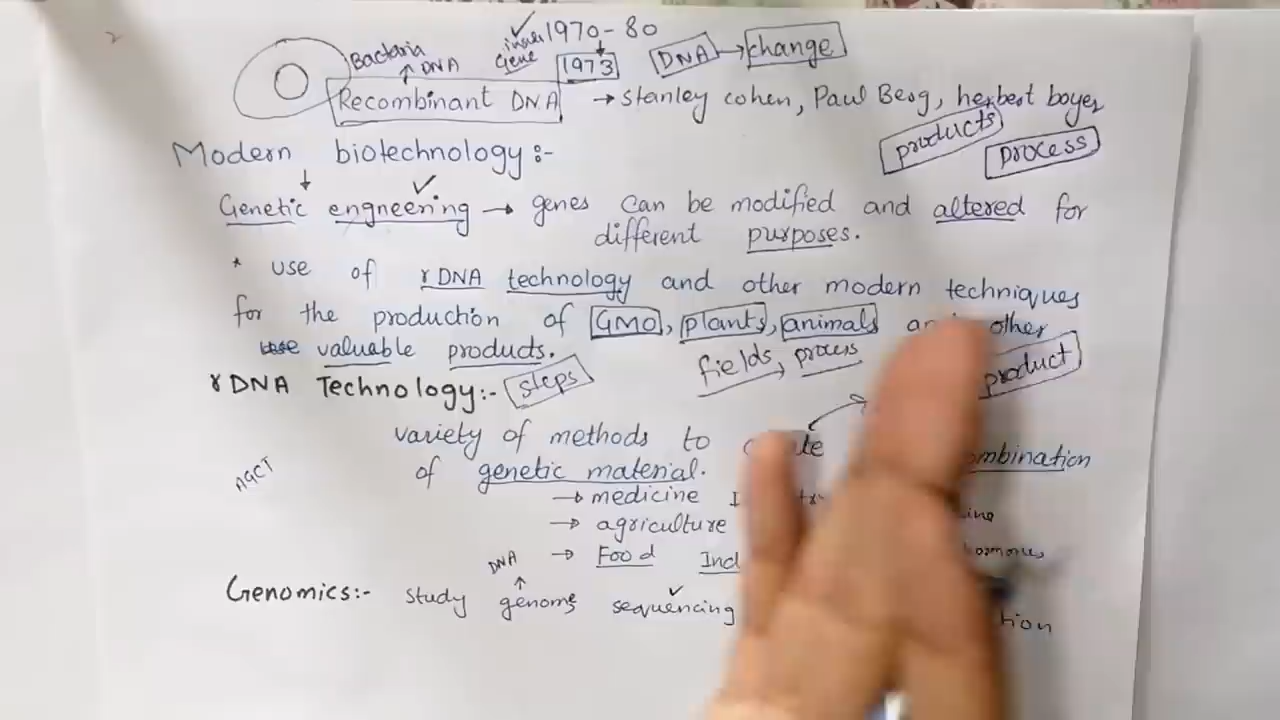 1970-80
Bacteria
DNA
Gene
1973
DNA → change
Recombinant DNA → Stanley cohen, Paul Berg, herbert boyer
products
process
Modern biotechnology :-
Genetic engneering → genes can be modified and altered for
different purposes.
* use of rDNA technology and other modern techniques
for the production of GMO, plants, animals other
valuable products.
fields, process
product
rDNA Technology:- steps
variety of methods to
AGCT
of genetic material.
→ medicine
→ agriculture
DNA
→ Food Ind
Genomics:- study genome sequencing